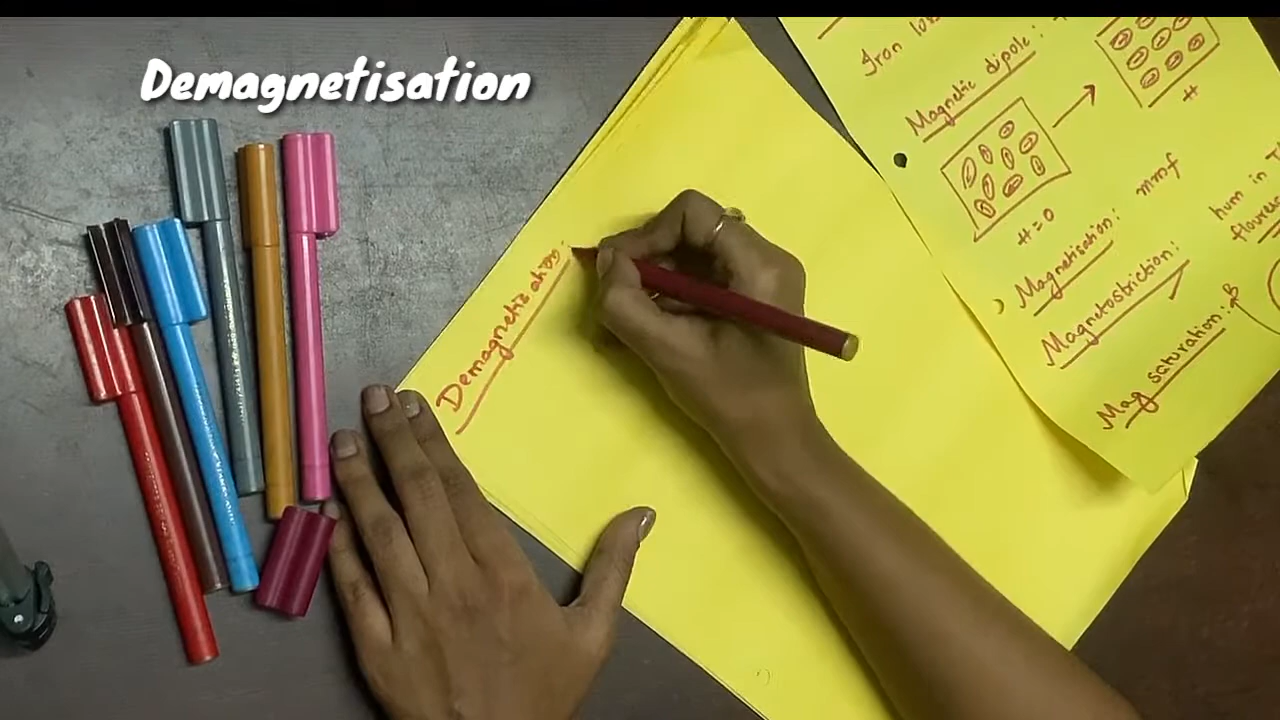 Demagnetisation
Demagnetization:
Iron loss
Magnetic dipole:
H
H=0
Magnetisation: mmf
Magnetostriction:
hum in
Mag saturation: B